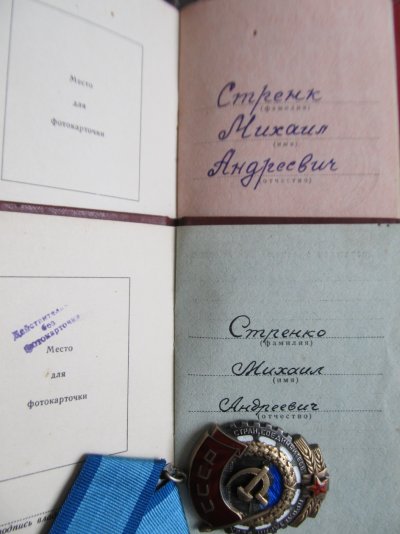 Место
для
фотокарточки
Стренк
(фамилия)
Михаил
(имя)
Андреевич
(отчество)
без
фотокарточки
Место
для
фотокарточки
Стренко
(фамилия)
Михаил
(имя)
Андреевич
(отчество)
СССР
подпись